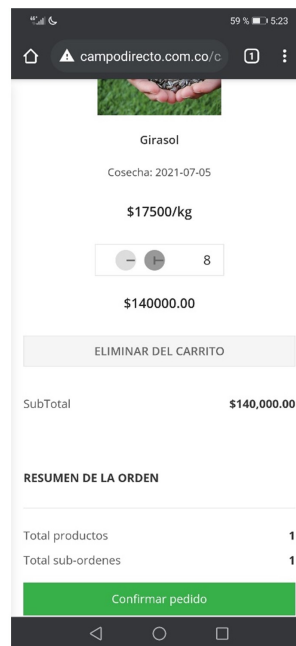 59 % 5:23
campodirecto.com.co/c
1
Girasol
Cosecha: 2021-07-05
$17500/kg
8
$140000.00
ELIMINAR DEL CARRITO
SubTotal $140,000.00
RESUMEN DE LA ORDEN
Total productos 1
Total sub-ordenes 1
Confirmar pedido